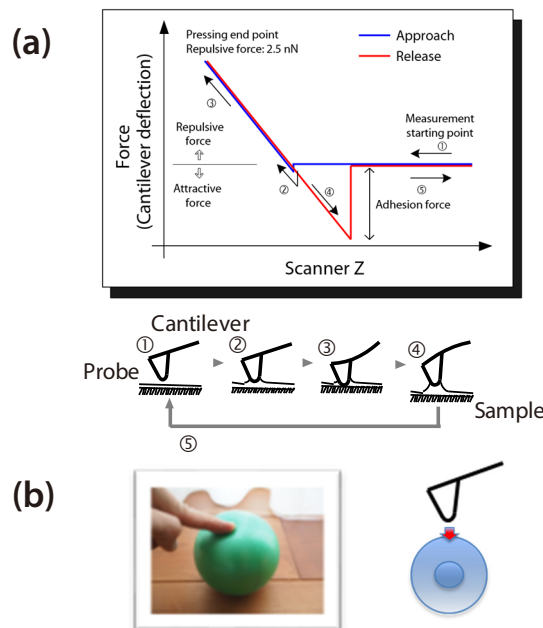 (a)
Pressing end point
Repulsive force: 2.5 nN
Approach
Release
③
Measurement
starting point
①
Force
(Cantilever deflection)
Repulsive
force
②
④
⑤
Attractive
force
Adhesion force
Scanner Z
Cantilever
①
②
③
④
Probe
Sample
⑤
(b)